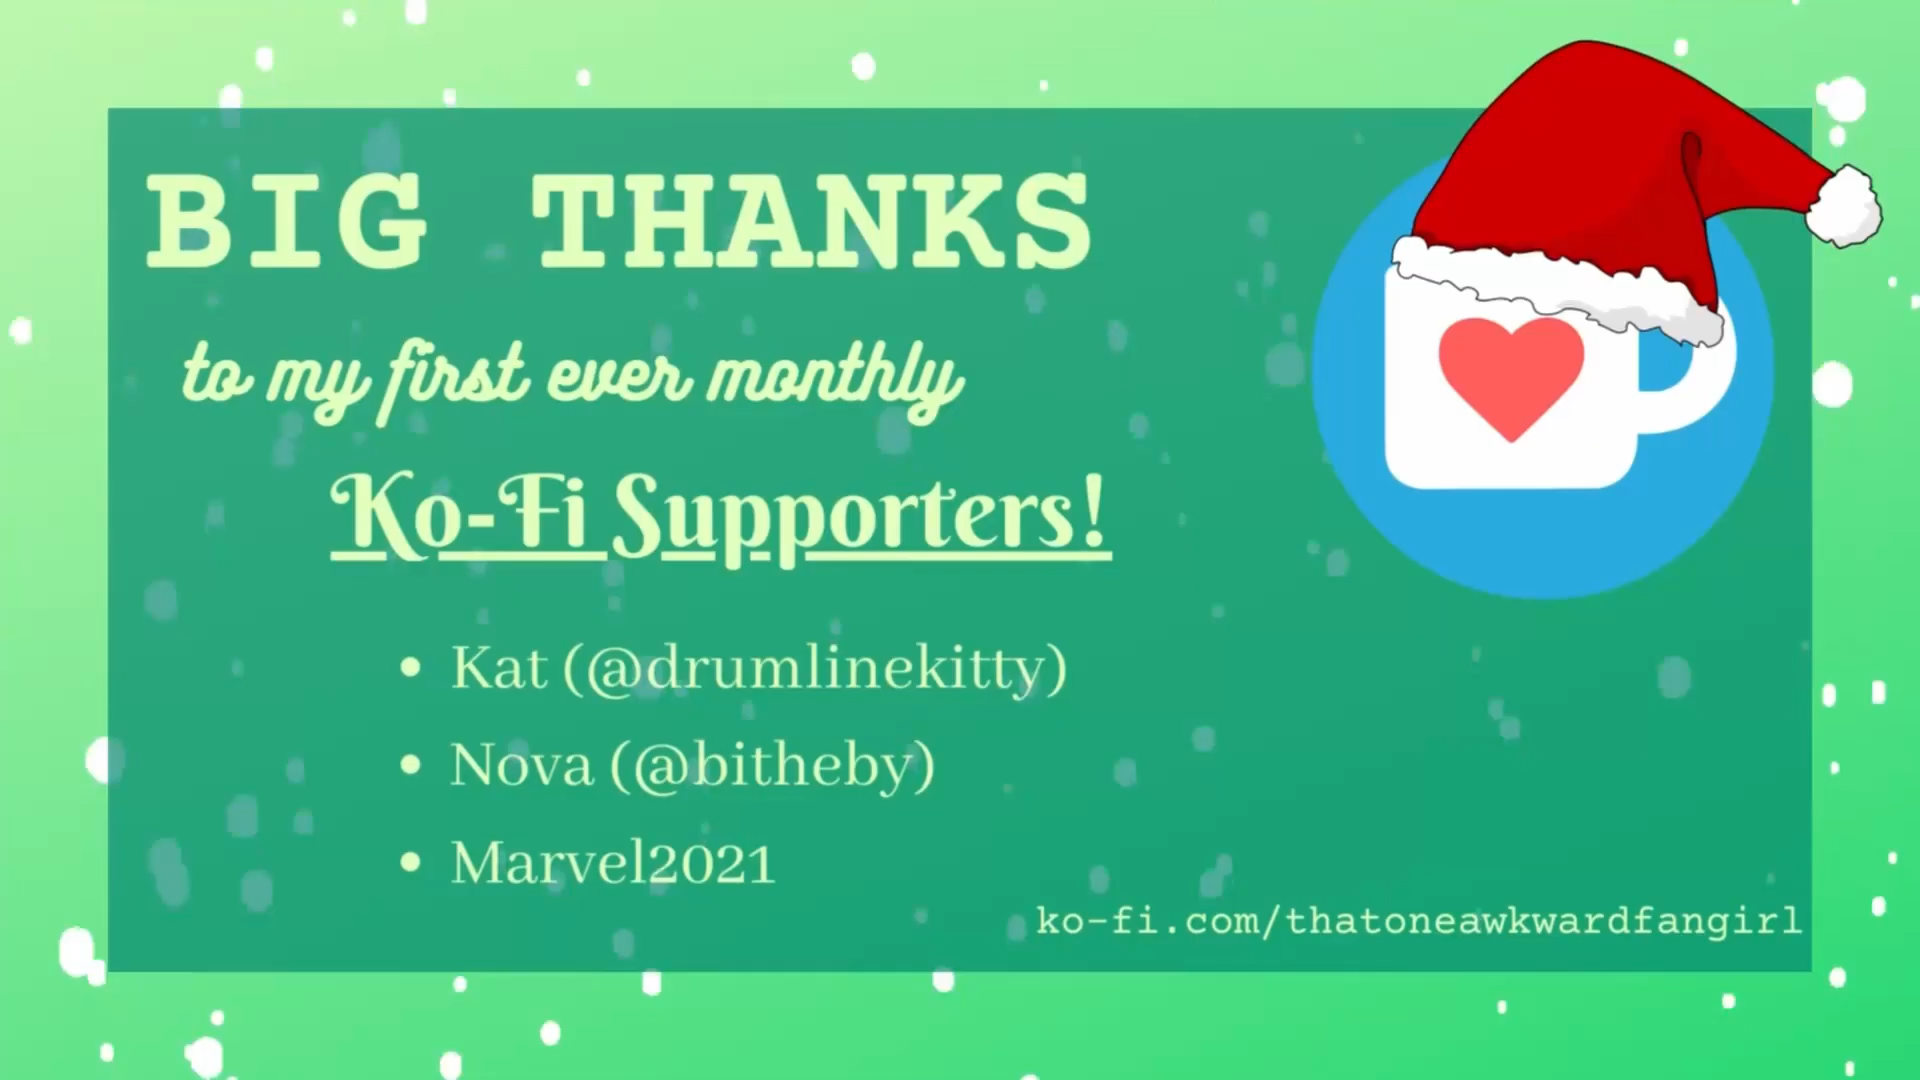 BIG THANKS
to my first ever monthly
Ko-Fi Supporters!
• Kat (@drumlinekitty)
• Nova (@bitheby)
• Marvel2021
ko-fi.com/thatoneawkwardfangirl